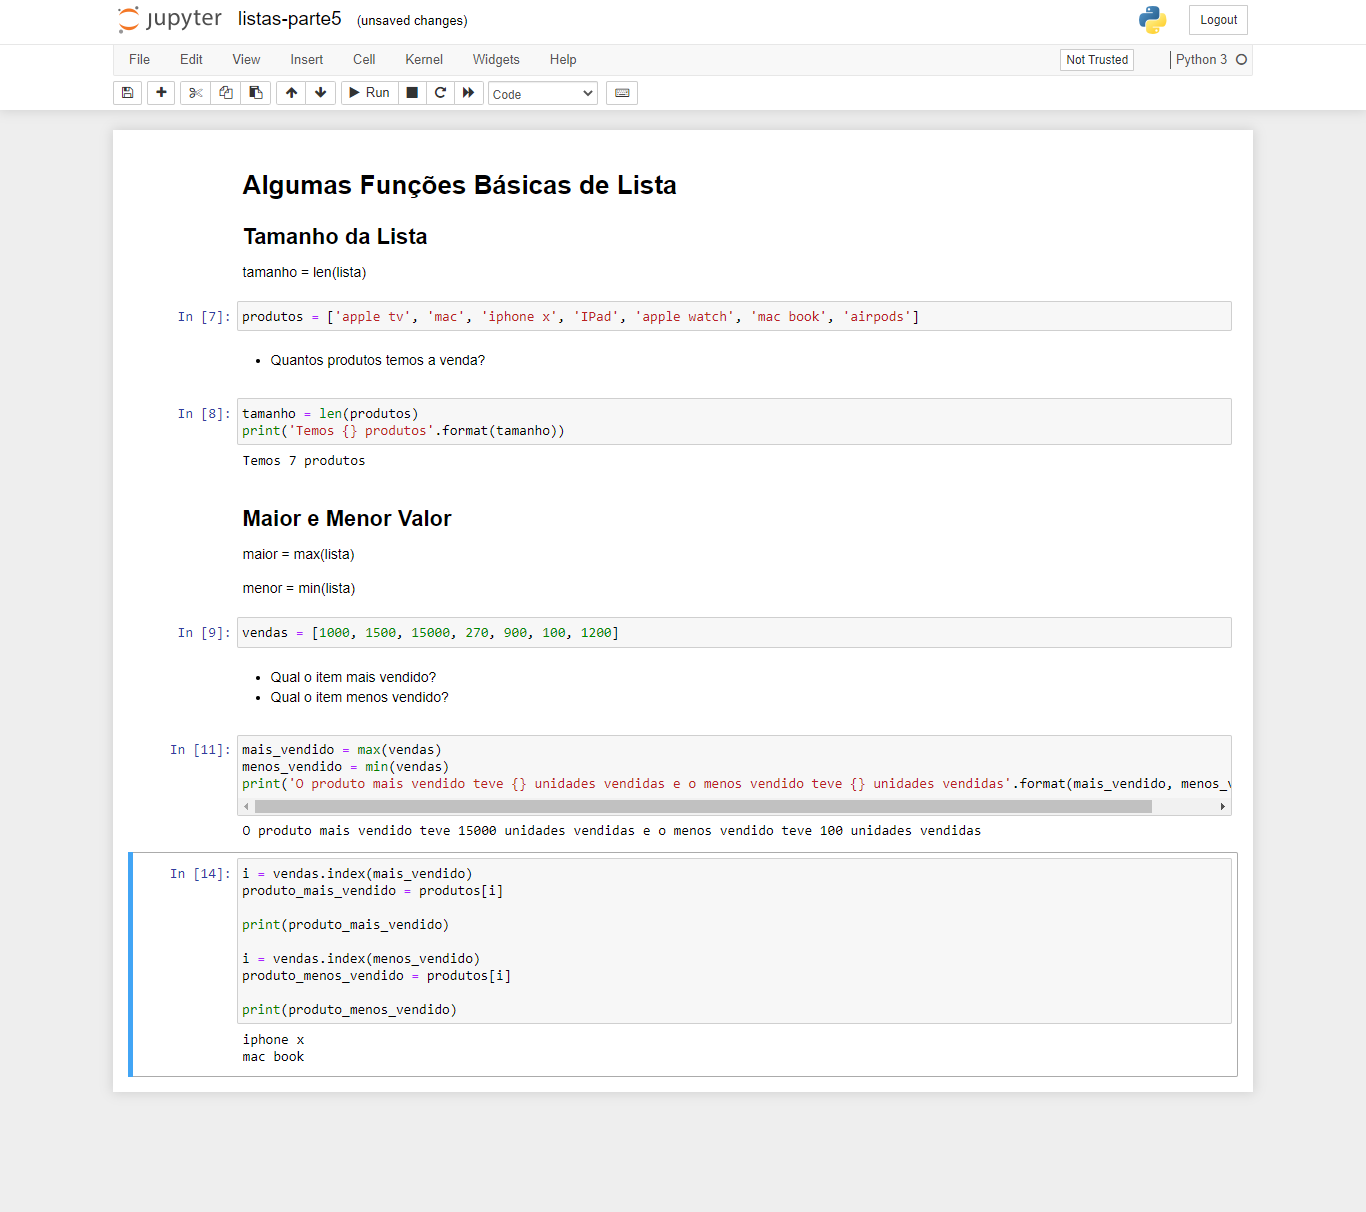 jupyter listas-parte5 (unsaved changes) Logout
File Edit View Insert Cell Kernel Widgets Help Not Trusted Python 3
Run Code
Algumas Funções Básicas de Lista
Tamanho da Lista
tamanho = len(lista)
In [7]: produtos = ['apple tv', 'mac', 'iphone x', 'IPad', 'apple watch', 'mac book', 'airpods']
• Quantos produtos temos a venda?
In [8]: tamanho = len(produtos)
print('Temos {} produtos'.format(tamanho))
Temos 7 produtos
Maior e Menor Valor
maior = max(lista)
menor = min(lista)
In [9]: vendas = [1000, 1500, 15000, 270, 900, 100, 1200]
• Qual o item mais vendido?
• Qual o item menos vendido?
In [11]: mais_vendido = max(vendas)
menos_vendido = min(vendas)
print('O produto mais vendido teve {} unidades vendidas e o menos vendido teve {} unidades vendidas'.format(mais_vendido, menos_v
O produto mais vendido teve 15000 unidades vendidas e o menos vendido teve 100 unidades vendidas
In [14]: i = vendas.index(mais_vendido)
produto_mais_vendido = produtos[i]
print(produto_mais_vendido)
i = vendas.index(menos_vendido)
produto_menos_vendido = produtos[i]
print(produto_menos_vendido)
iphone x
mac book